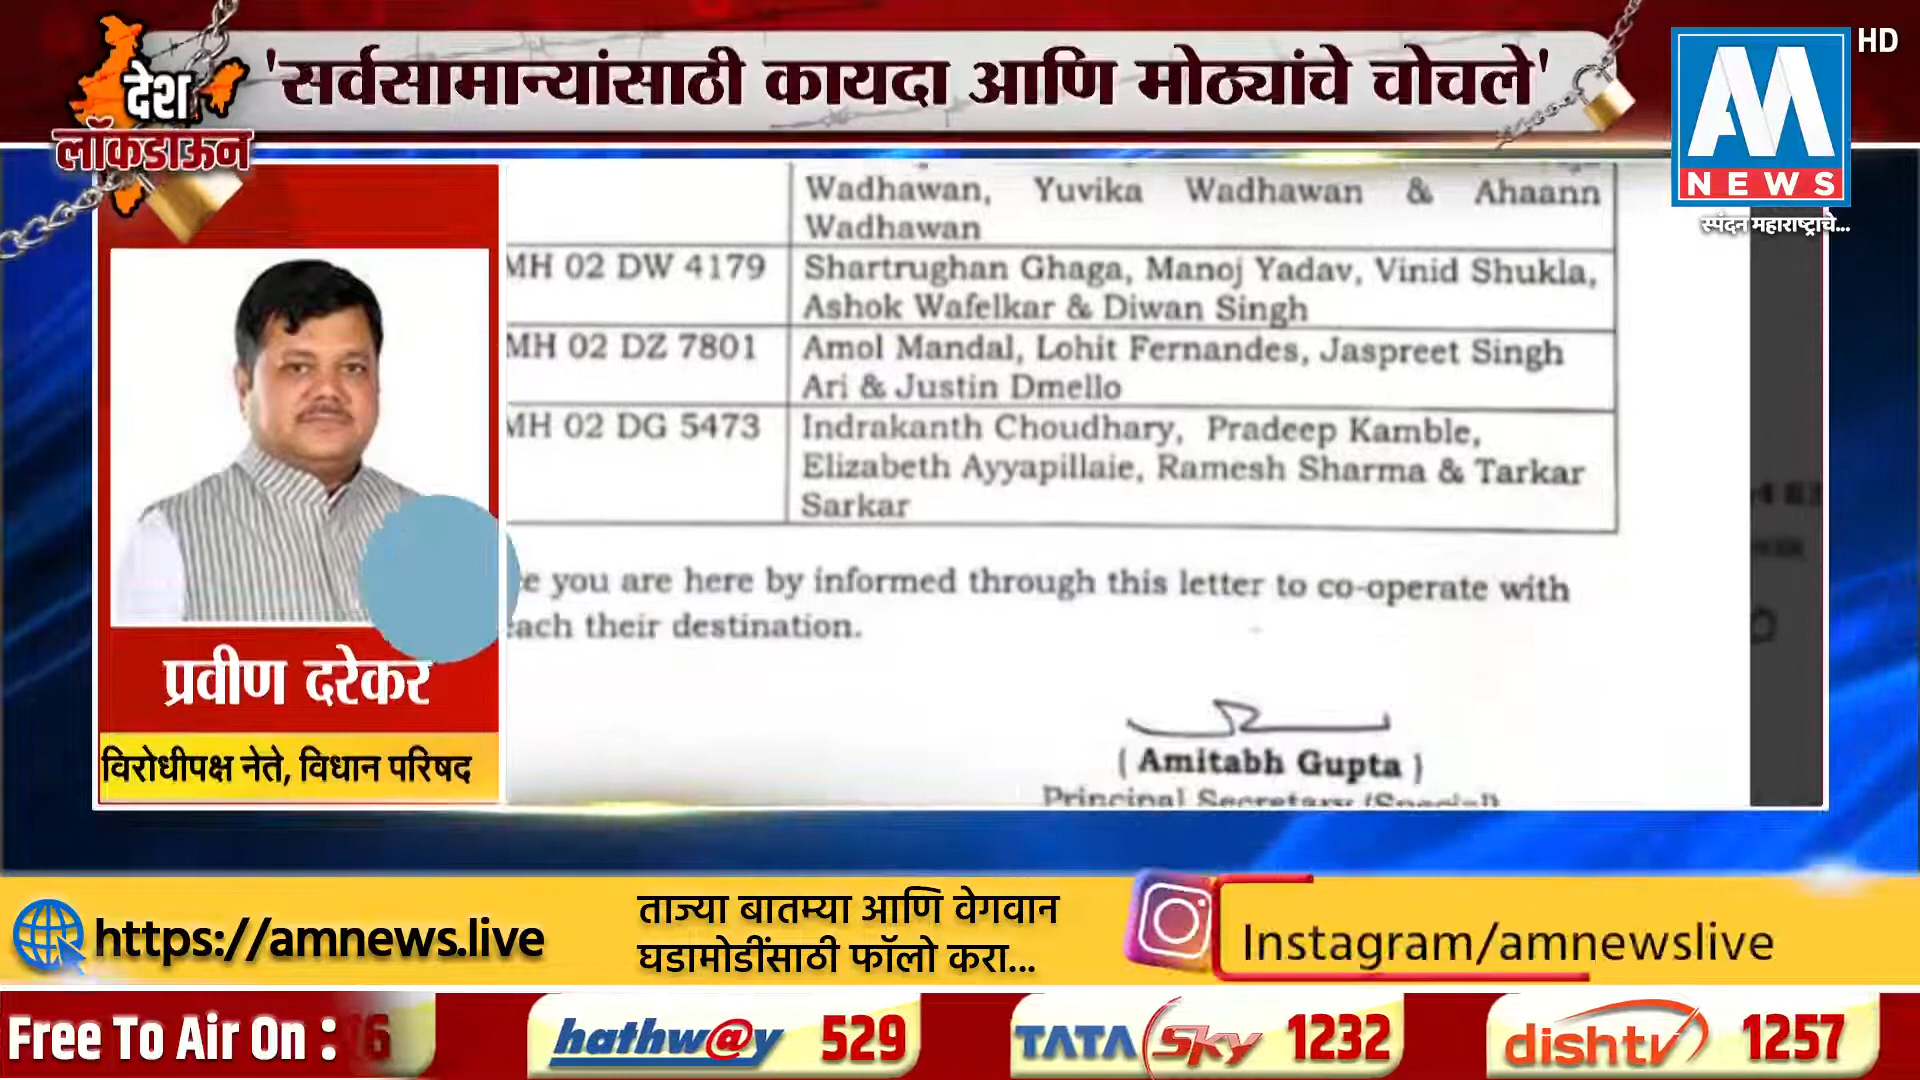 देश
लॉकडाऊन
'सर्वसामान्यांसाठी कायदा आणि मोठ्यांचे चोचले'
AM
NEWS
HD
स्पंदन महाराष्ट्राचे...
Wadhawan, Yuvika Wadhawan & Ahaann
Wadhawan
MH 02 DW 4179
Shartrughan Ghaga, Manoj Yadav, Vinid Shukla,
Ashok Wafelkar & Diwan Singh
MH 02 DZ 7801
Amol Mandal, Lohit Fernandes, Jaspreet Singh
Ari & Justin Dmello
MH 02 DG 5473
Indrakanth Choudhary, Pradeep Kamble,
Elizabeth Ayyapillaie, Ramesh Sharma & Tarkar
Sarkar
you are here by informed through this letter to co-operate with
their destination.
( Amitabh Gupta )
Principal Secretary (Special)
प्रवीण दरेकर
विरोधीपक्ष नेते, विधान परिषद
https://amnews.live
ताज्या बातम्या आणि वेगवान
घडामोडींसाठी फॉलो करा...
Instagram/amnewslive
Free To Air On :
hathw@y 529
TATA Sky 1232
dishtv 1257